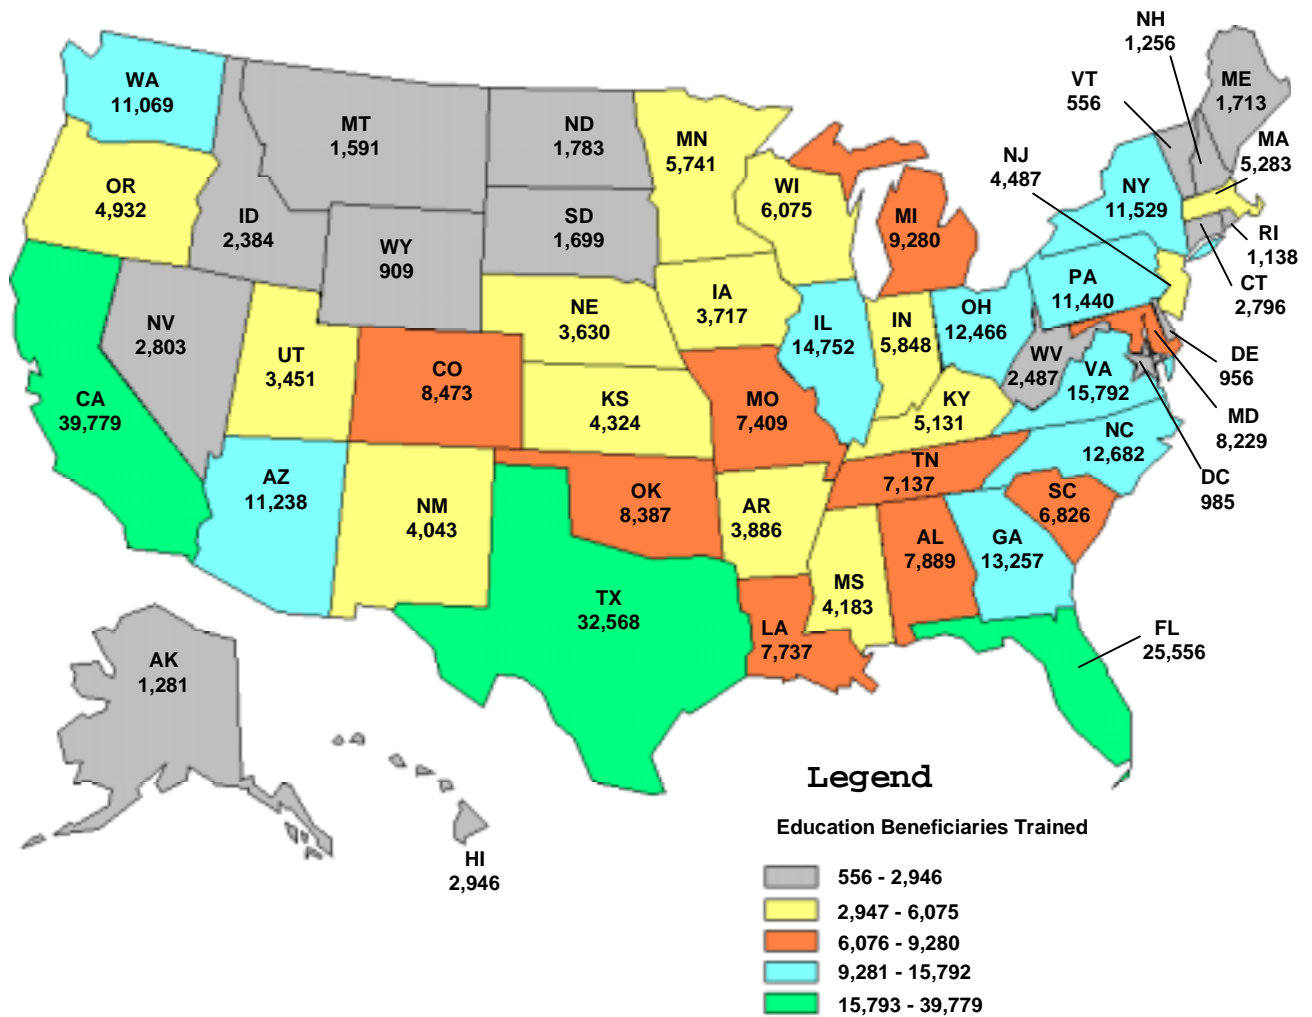 NH
1,256
VT
556
ME
1,713
MA
5,283
NJ
4,487
WA
11,069
MT
1,591
ND
1,783
MN
5,741
OR
4,932
ID
2,384
WY
909
SD
1,699
WI
6,075
MI
9,280
NY
11,529
RI
1,138
CT
2,796
NV
2,803
UT
3,451
CO
8,473
NE
3,630
IA
3,717
IL
14,752
IN
5,848
OH
12,466
PA
11,440
WV
2,487
VA
15,792
DE
956
MD
8,229
DC
985
CA
39,779
KS
4,324
MO
7,409
KY
5,131
NC
12,682
TN
7,137
SC
6,826
AZ
11,238
NM
4,043
OK
8,387
AR
3,886
MS
4,183
AL
7,889
GA
13,257
TX
32,568
LA
7,737
FL
25,556
AK
1,281
HI
2,946
Legend
Education Beneficiaries Trained
556 - 2,946
2,947 - 6,075
6,076 - 9,280
9,281 - 15,792
15,793 - 39,779